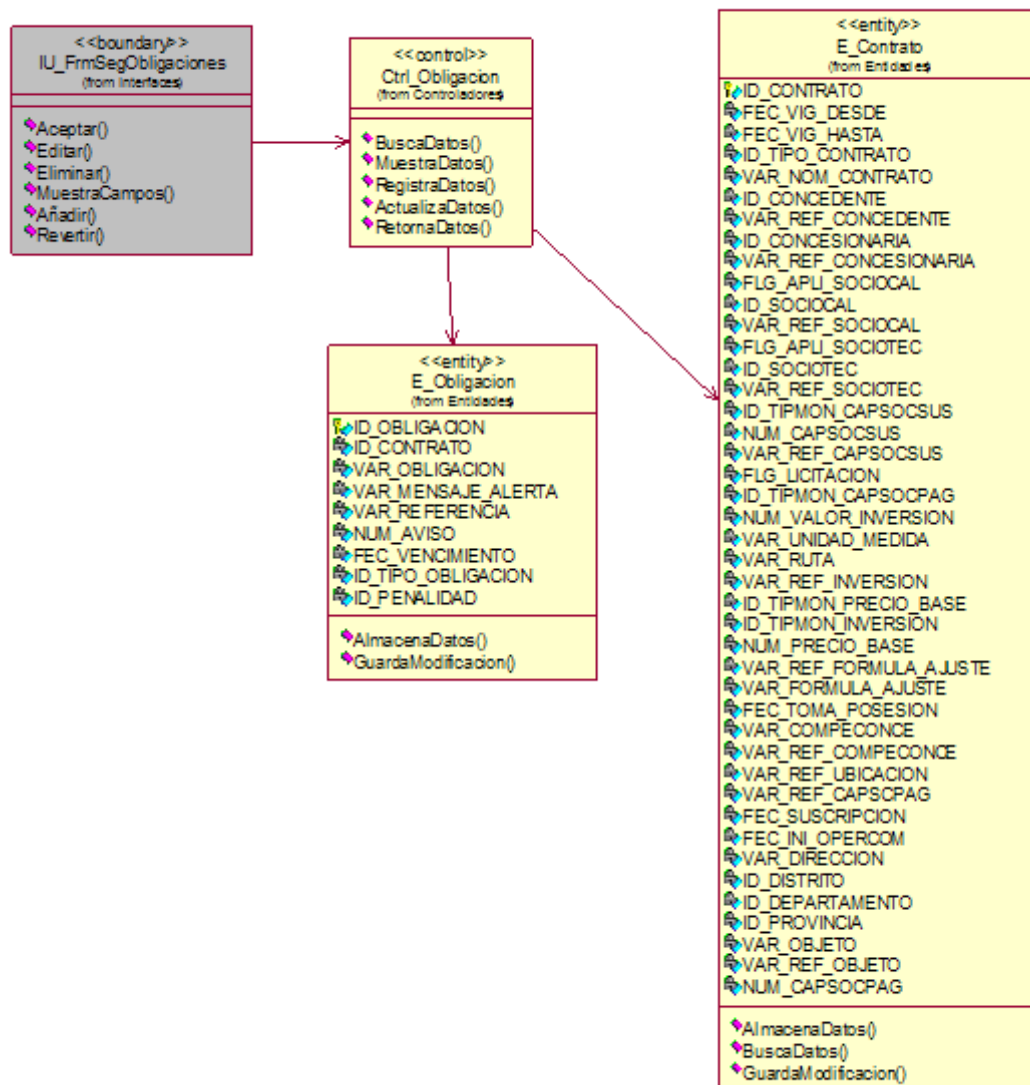 <<boundary>>
IU_FrmSegObligaciones
(from Interfaces)
Aceptar()
Editar()
Eliminar()
MuestraCampos()
Añadir()
Revertir()
<<control>>
Ctrl_Obligacion
(from Controladores)
BuscaDatos()
MuestraDatos()
RegistraDatos()
ActualizaDatos()
RetornaDatos()
<<entity>>
E_Obligacion
(from Entidades)
ID_OBLIGACION
ID_CONTRATO
VAR_OBLIGACION
VAR_MENSAJE_ALERTA
VAR_REFERENCIA
NUM_AVISO
FEC_VENCIMIENTO
ID_TIPO_OBLIGACION
ID_PENALIDAD
AlmacenaDatos()
GuardaModificacion()
<<entity>>
E_Contrato
(from Entidades)
ID_CONTRATO
FEC_VIG_DESDE
FEC_VIG_HASTA
ID_TIPO_CONTRATO
VAR_NOM_CONTRATO
ID_CONCEDENTE
VAR_REF_CONCEDENTE
ID_CONCESIONARIA
VAR_REF_CONCESIONARIA
FLG_APLI_SOCIOCAL
ID_SOCIOCAL
VAR_REF_SOCIOCAL
FLG_APLI_SOCIOTEC
ID_SOCIOTEC
VAR_REF_SOCIOTEC
ID_TIPMON_CAPSOCSUS
NUM_CAPSOCSUS
VAR_REF_CAPSOCSUS
FLG_LICITACION
ID_TIPMON_CAPSOCPAG
NUM_VALOR_INVERSION
VAR_UNIDAD_MEDIDA
VAR_RUTA
VAR_REF_INVERSION
ID_TIPMON_PRECIO_BASE
ID_TIPMON_INVERSION
NUM_PRECIO_BASE
VAR_REF_FORMULA_AJUSTE
VAR_FORMULA_AJUSTE
FEC_TOMA_POSESION
VAR_COMPECONCE
VAR_REF_COMPECONCE
VAR_REF_UBICACION
VAR_REF_CAPSCPAG
FEC_SUSCRIPCION
FEC_INI_OPERCOM
VAR_DIRECCION
ID_DISTRITO
ID_DEPARTAMENTO
ID_PROVINCIA
VAR_OBJETO
VAR_REF_OBJETO
NUM_CAPSOCPAG
AlmacenaDatos()
BuscaDatos()
GuardaModificacion()